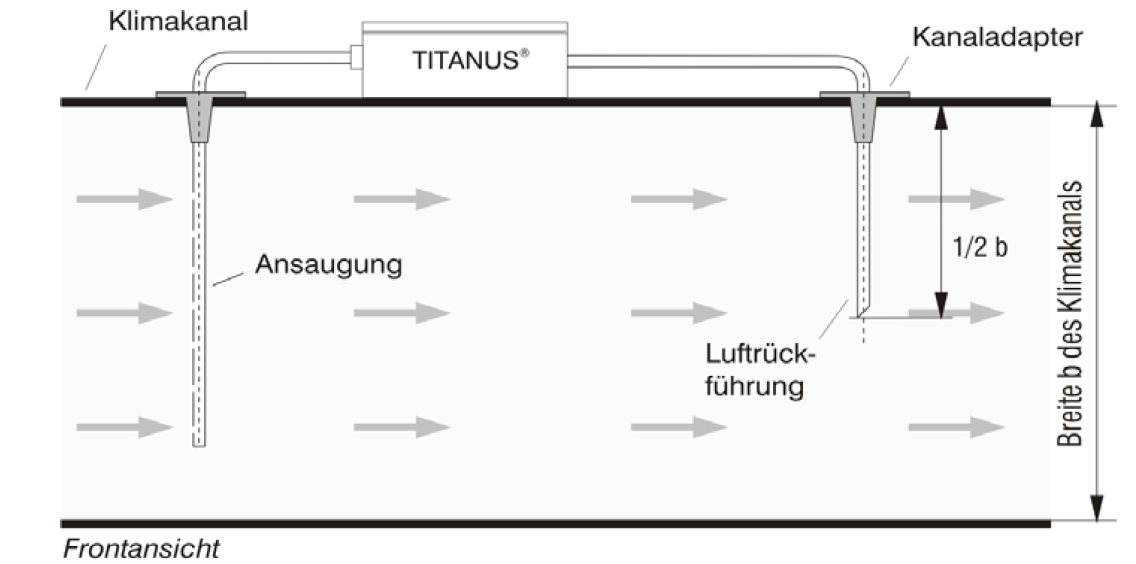 Klimakanal
TITANUS®
Kanaladapter
Ansaugung
1/2 b
Luftrück-
führung
Breite b des Klimakanals
Frontansicht